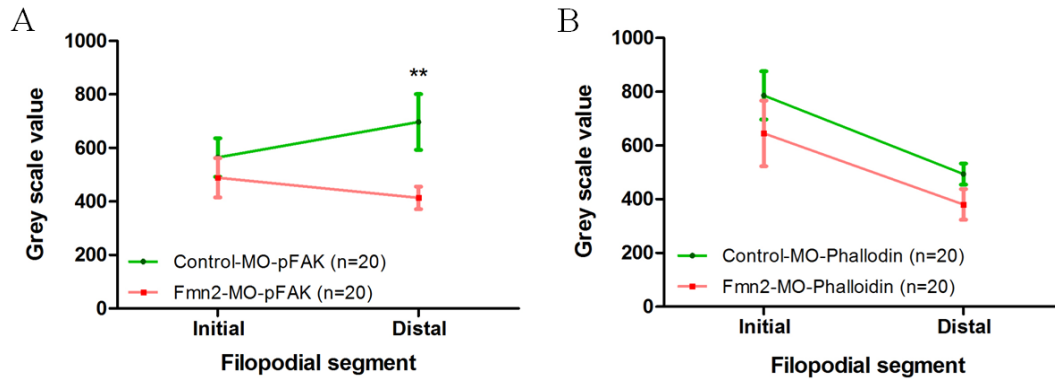 A
Grey scale value
1000
800
600
400
200
0
**
Control-MO-pFAK (n=20)
Fmn2-MO-pFAK (n=20)
Initial
Distal
Filopodial segment
B
Grey scale value
1000
800
600
400
200
0
Control-MO-Phallodin (n=20)
Fmn2-MO-Phalloidin (n=20)
Initial
Distal
Filopodial segment